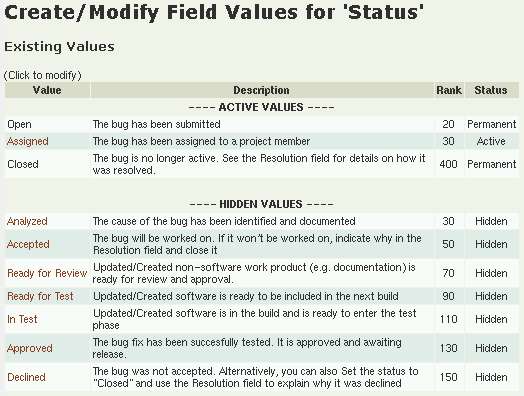 Create/Modify Field Values for 'Status'
Existing Values
(Click to modify)
Value Description Rank Status
---- ACTIVE VALUES ----
Open The bug has been submitted 20 Permanent
Assigned The bug has been assigned to a project member 30 Active
Closed The bug is no longer active. See the Resolution field for details on how it was resolved. 400 Permanent
---- HIDDEN VALUES ----
Analyzed The cause of the bug has been identified and documented 30 Hidden
Accepted The bug will be worked on. If it won't be worked on, indicate why in the Resolution field and close it 50 Hidden
Ready for Review Updated/Created non-software work product (e.g. documentation) is ready for review and approval. 70 Hidden
Ready for Test Updated/Created software is ready to be included in the next build 90 Hidden
In Test Updated/Created software is in the build and is ready to enter the test phase 110 Hidden
Approved The bug fix has been succesfully tested. It is approved and awaiting release. 130 Hidden
Declined The bug was not accepted. Alternatively, you can also Set the status to "Closed" and use the Resolution field to explain why it was declined 150 Hidden